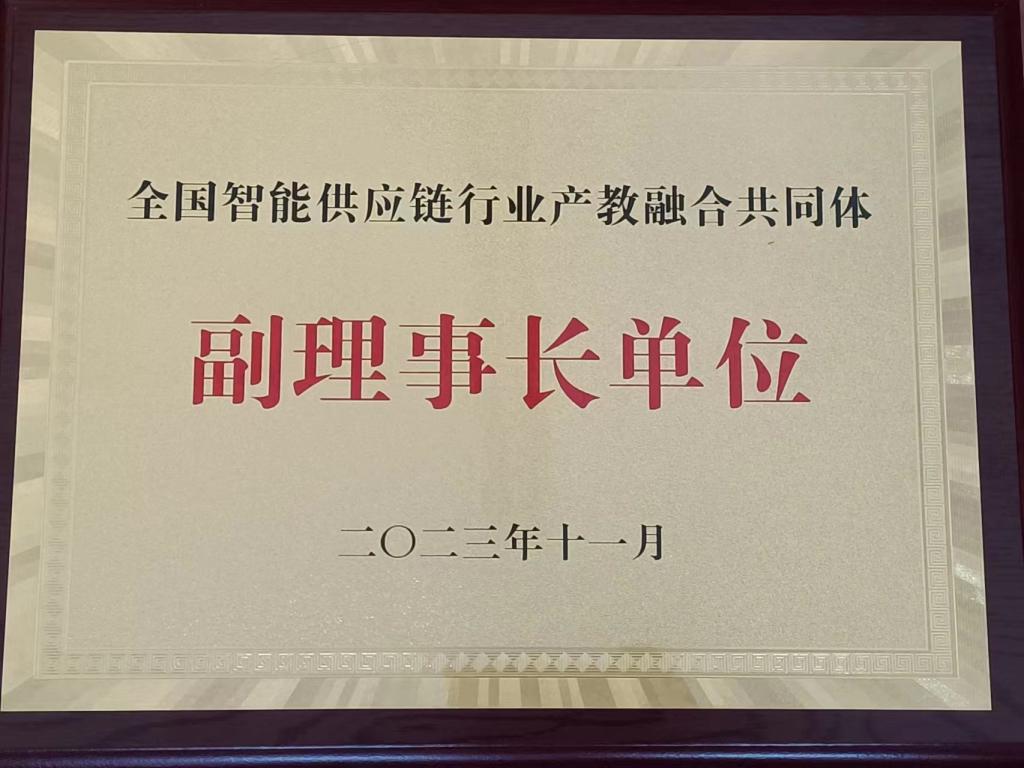 全国智能供应链行业产教融合共同体
副理事长单位
二〇二三年十一月